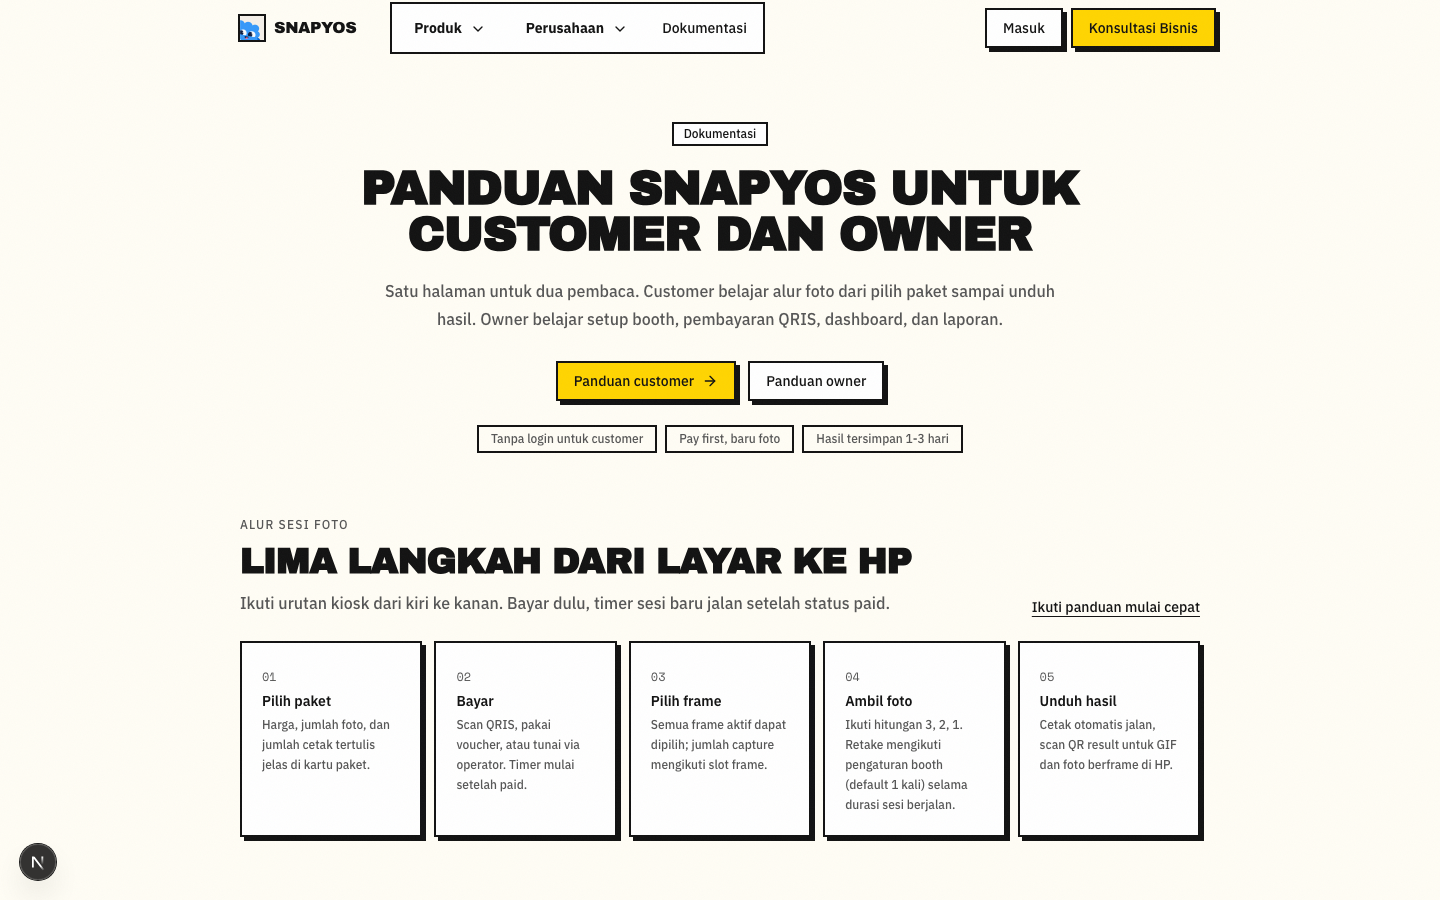 SNAPYOS
Produk
Perusahaan
Dokumentasi
Masuk
Konsultasi Bisnis
Dokumentasi
PANDUAN SNAPYOS UNTUK
CUSTOMER DAN OWNER
Satu halaman untuk dua pembaca. Customer belajar alur foto dari pilih paket sampai unduh
hasil. Owner belajar setup booth, pembayaran QRIS, dashboard, dan laporan.
Panduan customer →
Panduan owner
Tanpa login untuk customer
Pay first, baru foto
Hasil tersimpan 1-3 hari
ALUR SESI FOTO
LIMA LANGKAH DARI LAYAR KE HP
Ikuti urutan kiosk dari kiri ke kanan. Bayar dulu, timer sesi baru jalan setelah status paid.
Ikuti panduan mulai cepat
01
Pilih paket
Harga, jumlah foto, dan
jumlah cetak tertulis
jelas di kartu paket.
02
Bayar
Scan QRIS, pakai
voucher, atau tunai via
operator. Timer mulai
setelah paid.
03
Pilih frame
Semua frame aktif dapat
dipilih; jumlah capture
mengikuti slot frame.
04
Ambil foto
Ikuti hitungan 3, 2, 1.
Retake mengikuti
pengaturan booth
(default 1 kali) selama
durasi sesi berjalan.
05
Unduh hasil
Cetak otomatis jalan,
scan QR result untuk GIF
dan foto berframe di HP.
N